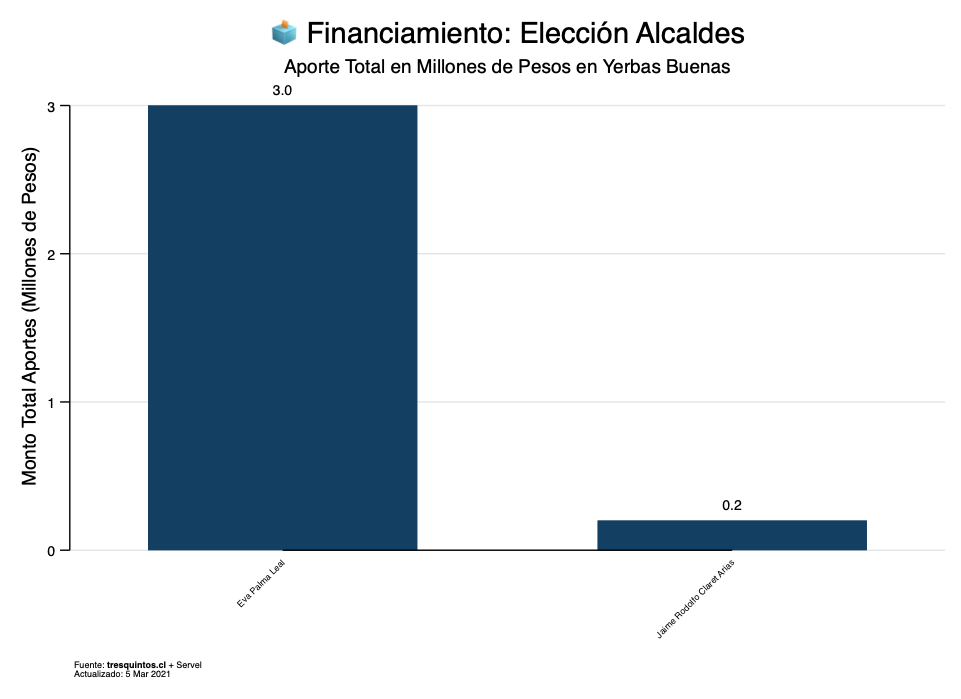 🗳️ Financiamiento: Elección Alcaldes
Aporte Total en Millones de Pesos en Yerbas Buenas
3.0
3
2
1
0
Monto Total Aportes (Millones de Pesos)
0.2
Eva Palma Leal
Jaime Rodolfo Claret Arias
Fuente: tresquintos.cl + Servel
Actualizado: 5 Mar 2021